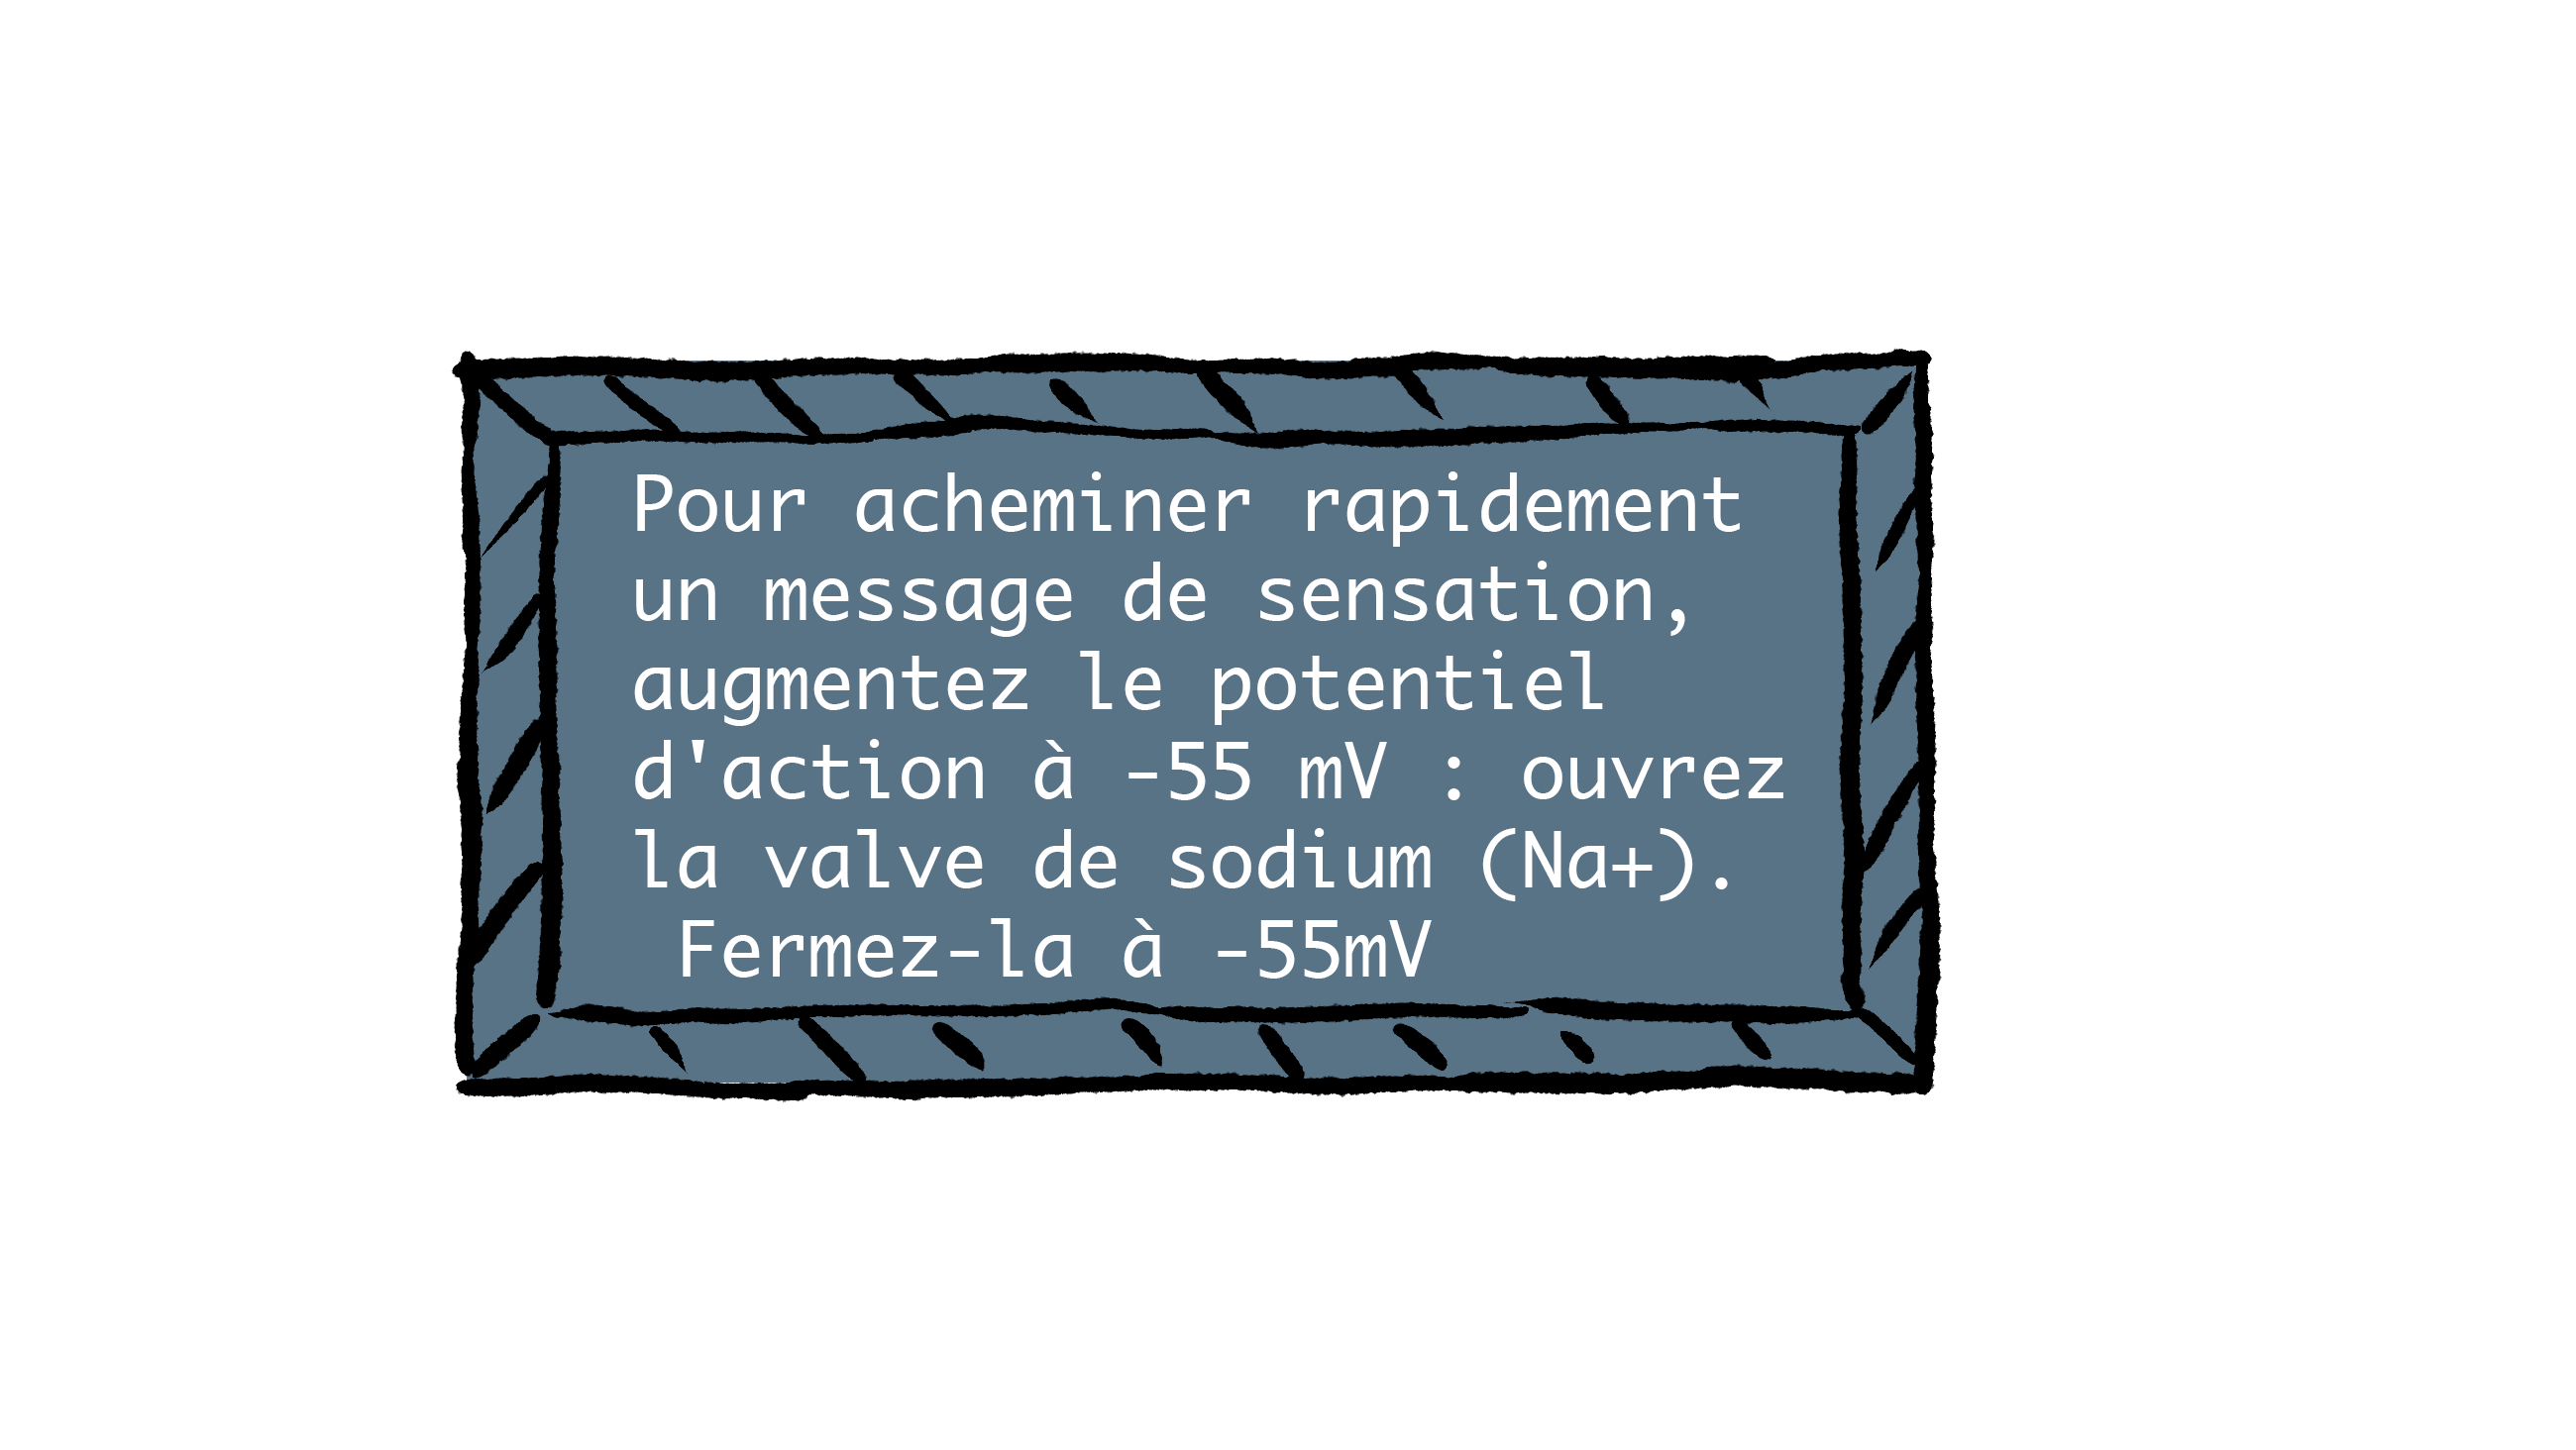 Pour acheminer rapidement
un message de sensation,
augmentez le potentiel
d'action à -55 mV : ouvrez
la valve de sodium (Na+).
Fermez-la à -55mV